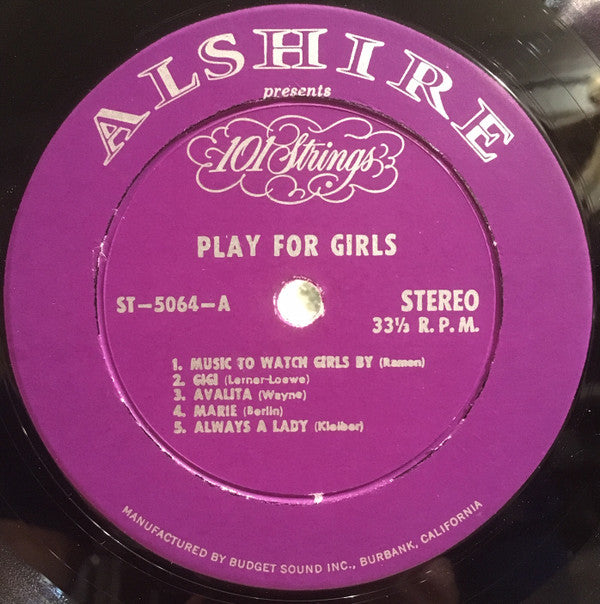 ALSHIRE
presents
101 Strings
PLAY FOR GIRLS
ST-5064-A
STEREO
33⅓ R.P.M.
1. MUSIC TO WATCH GIRLS BY (Ramon)
2. GIGI (Lerner-Loewe)
3. AVALITA (Wayne)
4. MARIE (Berlin)
5. ALWAYS A LADY (Kleiber)
MANUFACTURED BY BUDGET SOUND INC., BURBANK, CALIFORNIA